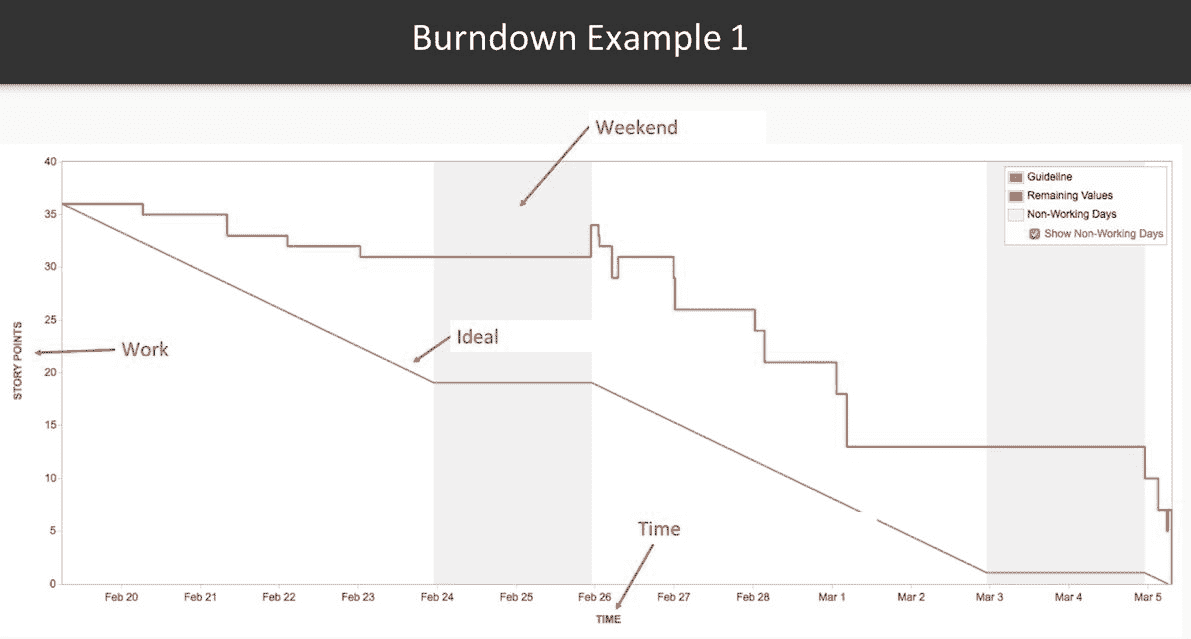 Burndown Example 1
Weekend
40
35
30
25
20
15
10
5
0
STORY POINTS
Work
Ideal
Time
Guideline
Remaining Values
Non-Working Days
Show Non-Working Days
Feb 20 Feb 21 Feb 22 Feb 23 Feb 24 Feb 25 Feb 26 Feb 27 Feb 28 Mar 1 Mar 2 Mar 3 Mar 4 Mar 5
TIME